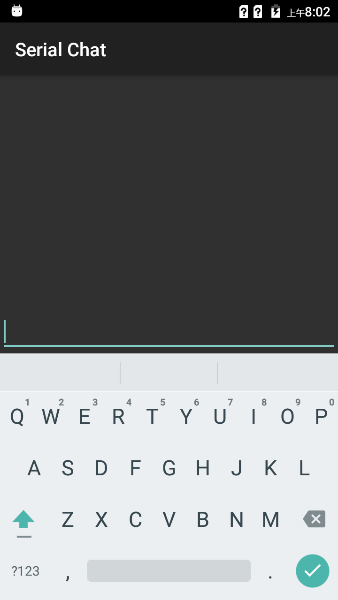 上午8:02
Serial Chat
1 2 3 4 5 6 7 8 9 0
Q W E R T Y U I O P
A S D F G H J K L
Z X C V B N M
?123 , .